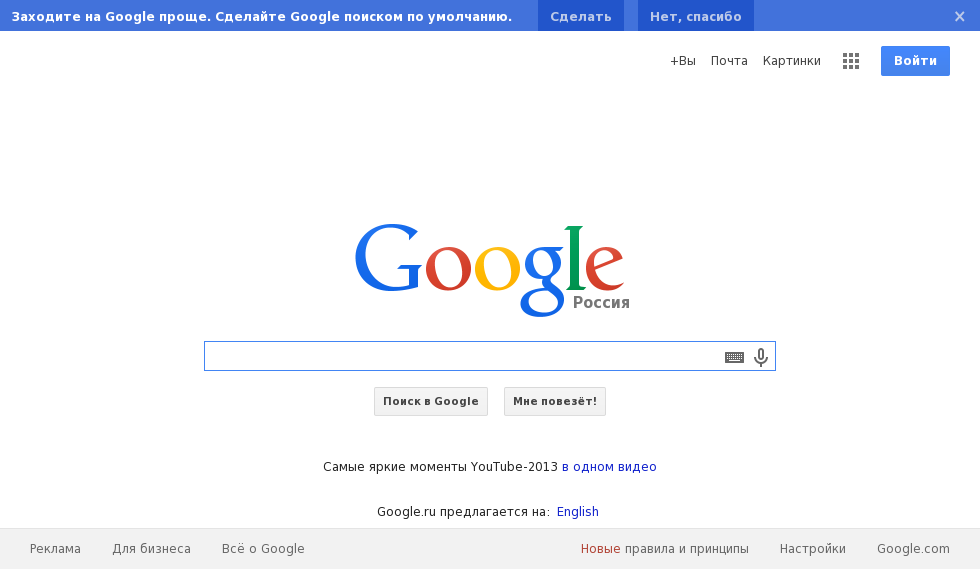 Заходите на Google проще. Сделайте Google поиском по умолчанию. Сделать Нет, спасибо ×
+Вы Почта Картинки Войти
Google
Россия
Поиск в Google Мне повезёт!
Самые яркие моменты YouTube-2013 в одном видео
Google.ru предлагается на: English
Реклама Для бизнеса Всё о Google Новые правила и принципы Настройки Google.com